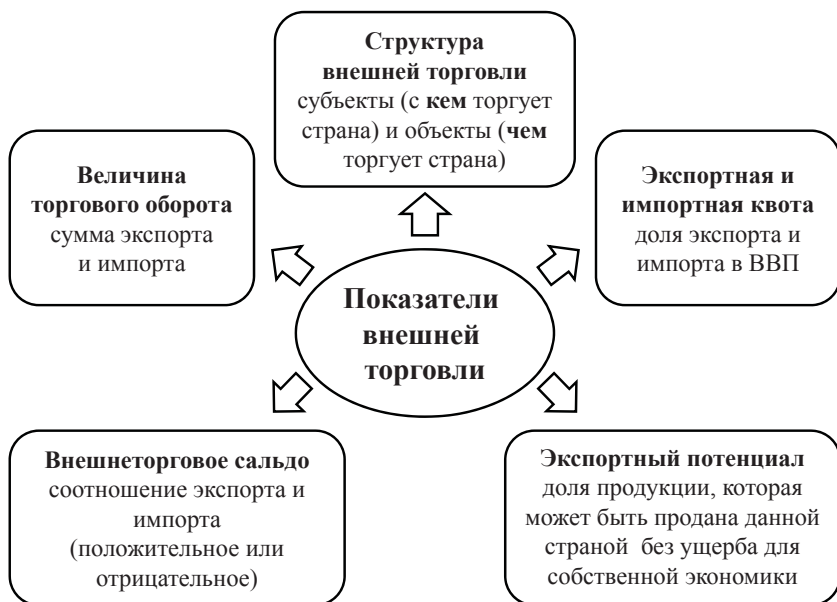 Структура
внешней торговли
субъекты (с кем торгует
страна) и объекты (чем
торгует страна)
Величина
торгового оборота
сумма экспорта
и импорта
Экспортная и
импортная квота
доля экспорта и
импорта в ВВП
Показатели
внешней
торговли
Внешнеторговое сальдо
соотношение экспорта и
импорта
(положительное или
отрицательное)
Экспортный потенциал
доля продукции, которая
может быть продана данной
страной без ущерба для
собственной экономики